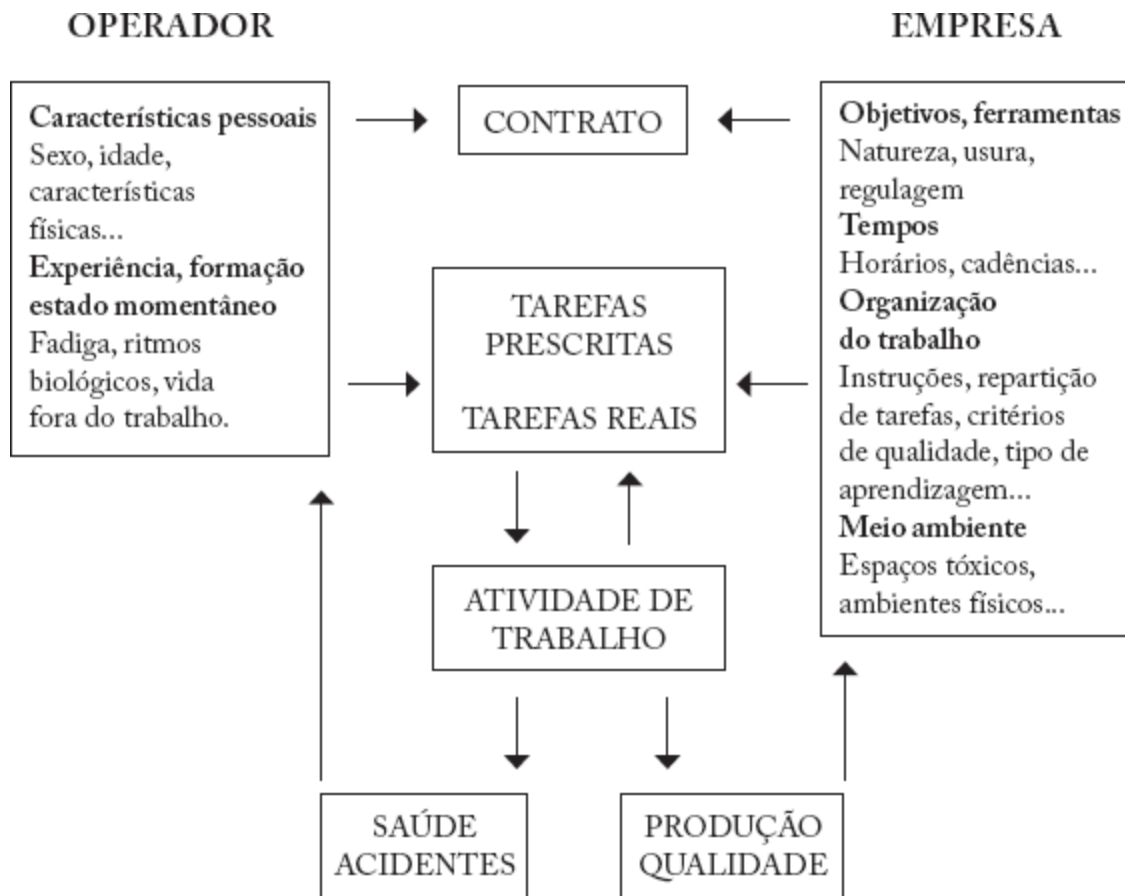 OPERADOR
EMPRESA
Características pessoais
Sexo, idade,
características
físicas...
Experiência, formação
estado momentâneo
Fadiga, ritmos
biológicos, vida
fora do trabalho.
CONTRATO
TAREFAS
PRESCRITAS
TAREFAS REAIS
ATIVIDADE DE
TRABALHO
SAÚDE
ACIDENTES
PRODUÇÃO
QUALIDADE
Objetivos, ferramentas
Natureza, usura,
regulagem
Tempos
Horários, cadências...
Organização
do trabalho
Instruções, repartição
de tarefas, critérios
de qualidade, tipo de
aprendizagem...
Meio ambiente
Espaços tóxicos,
ambientes físicos...